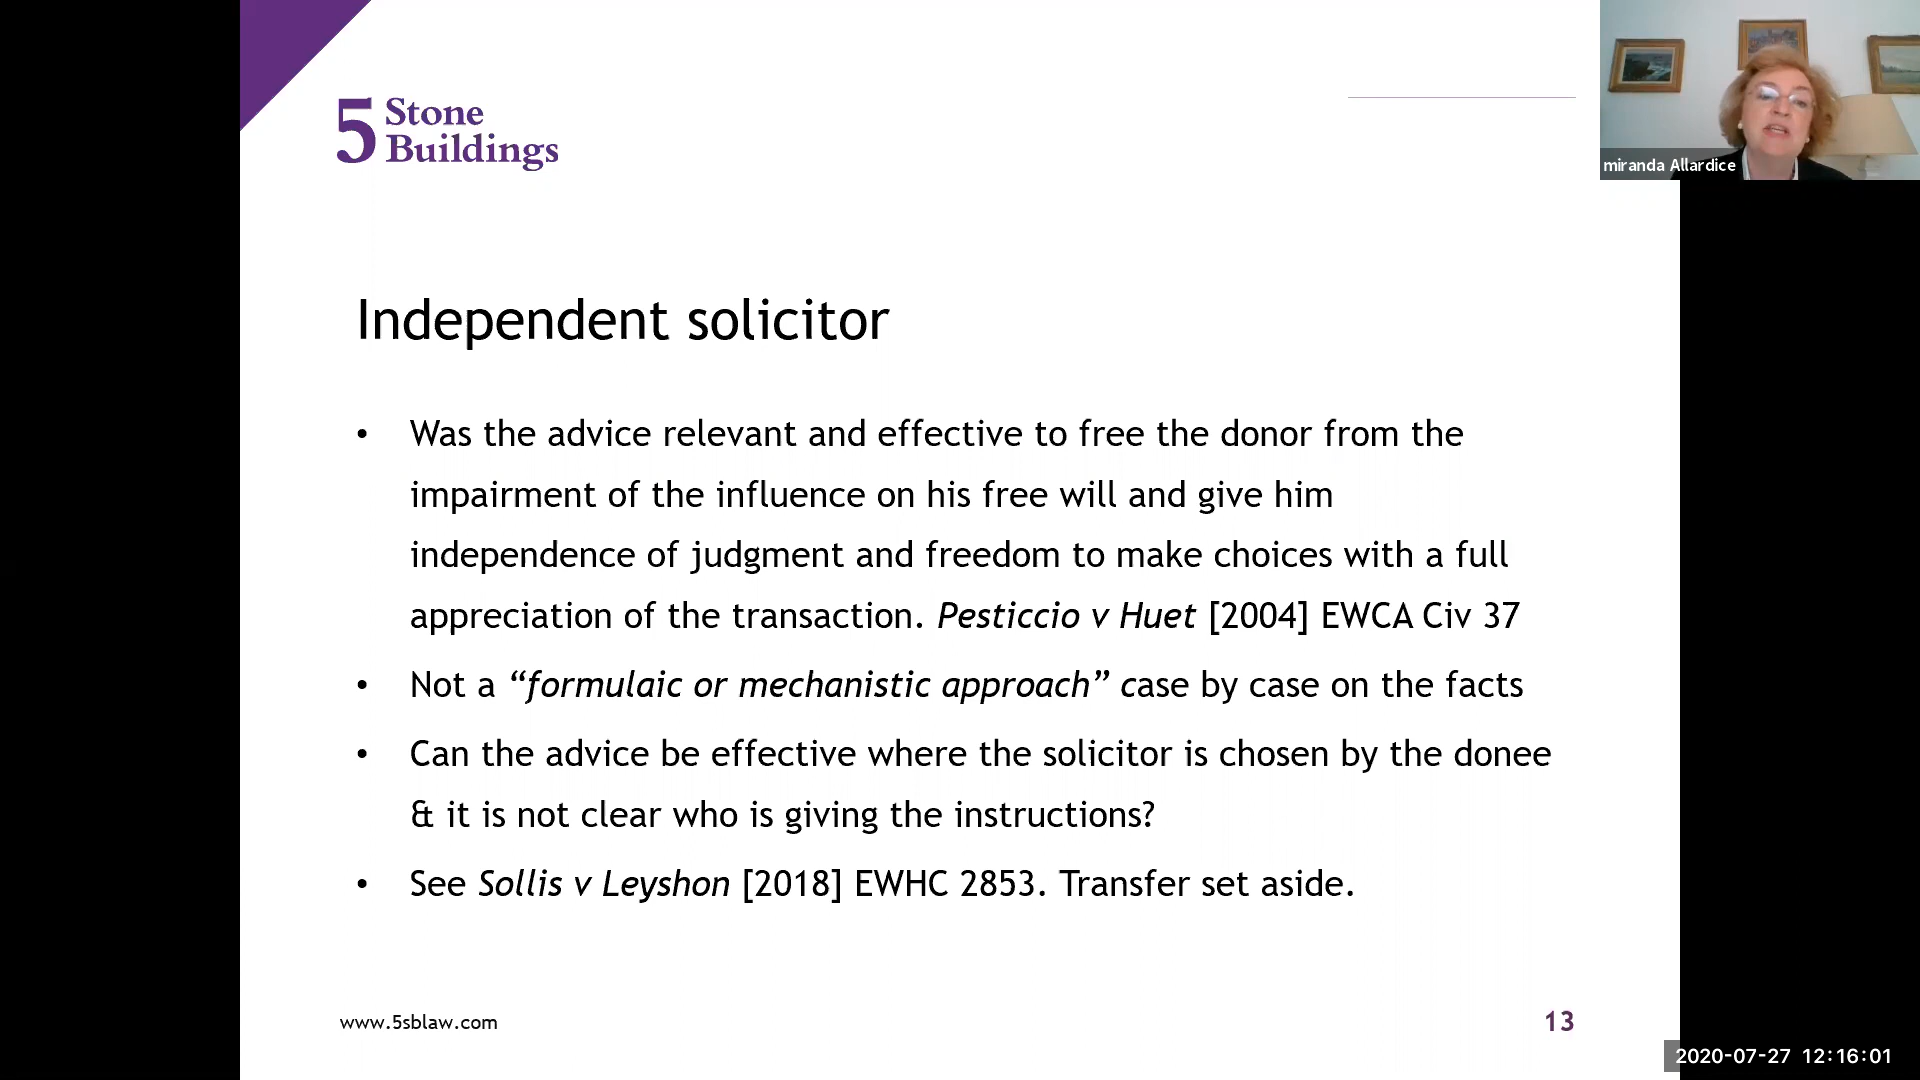 5 Stone
Buildings
miranda Allardice
Independent solicitor
• Was the advice relevant and effective to free the donor from the
impairment of the influence on his free will and give him
independence of judgment and freedom to make choices with a full
appreciation of the transaction. Pesticcio v Huet [2004] EWCA Civ 37
• Not a “formulaic or mechanistic approach” case by case on the facts
• Can the advice be effective where the solicitor is chosen by the donee
& it is not clear who is giving the instructions?
• See Sollis v Leyshon [2018] EWHC 2853. Transfer set aside.
www.5sblaw.com
13
2020-07-27 12:16:01